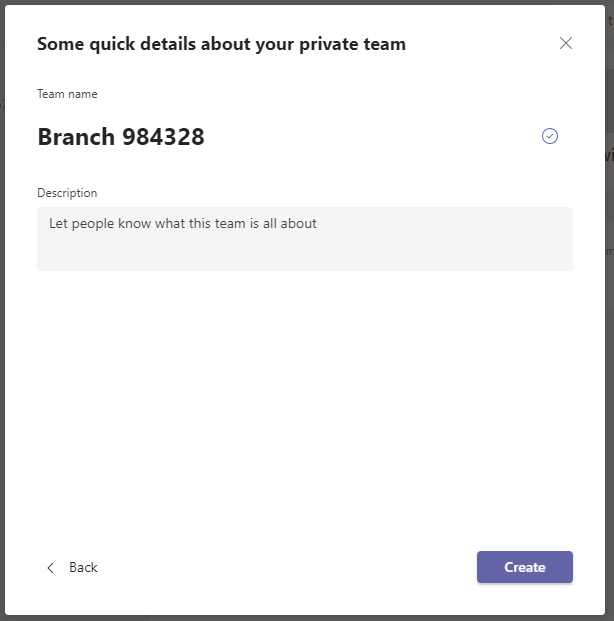 Some quick details about your private team
Team name
Branch 984328
Description
Let people know what this team is all about
Back
Create